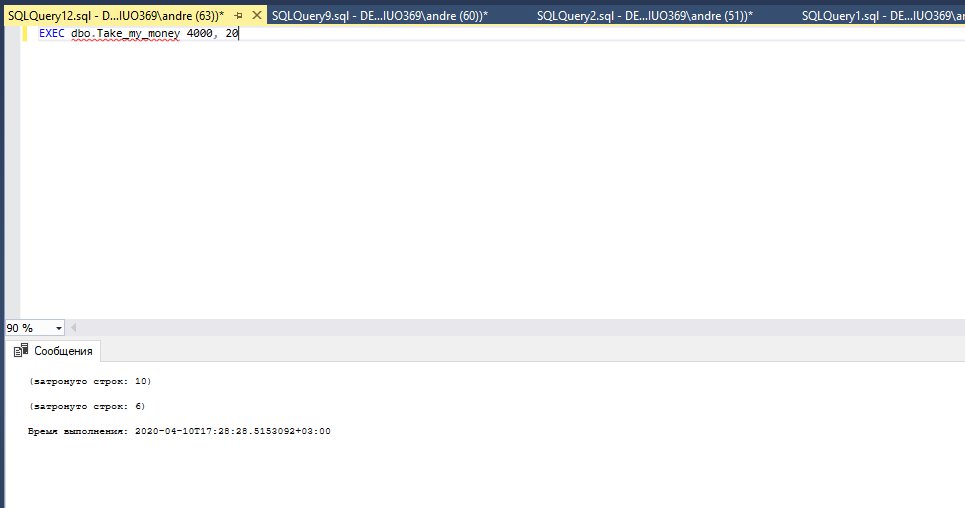 SQLQuery12.sql - D...IUO369\andre (63))* SQLQuery9.sql - DE...IUO369\andre (60))* SQLQuery2.sql - DE...IUO369\andre (51))* SQLQuery1.sql - DE...IUO369\an
EXEC dbo.Take_my_money 4000, 20
90 %
Сообщения
(затронуто строк: 10)
(затронуто строк: 6)
Время выполнения: 2020-04-10T17:28:28.5153092+03:00